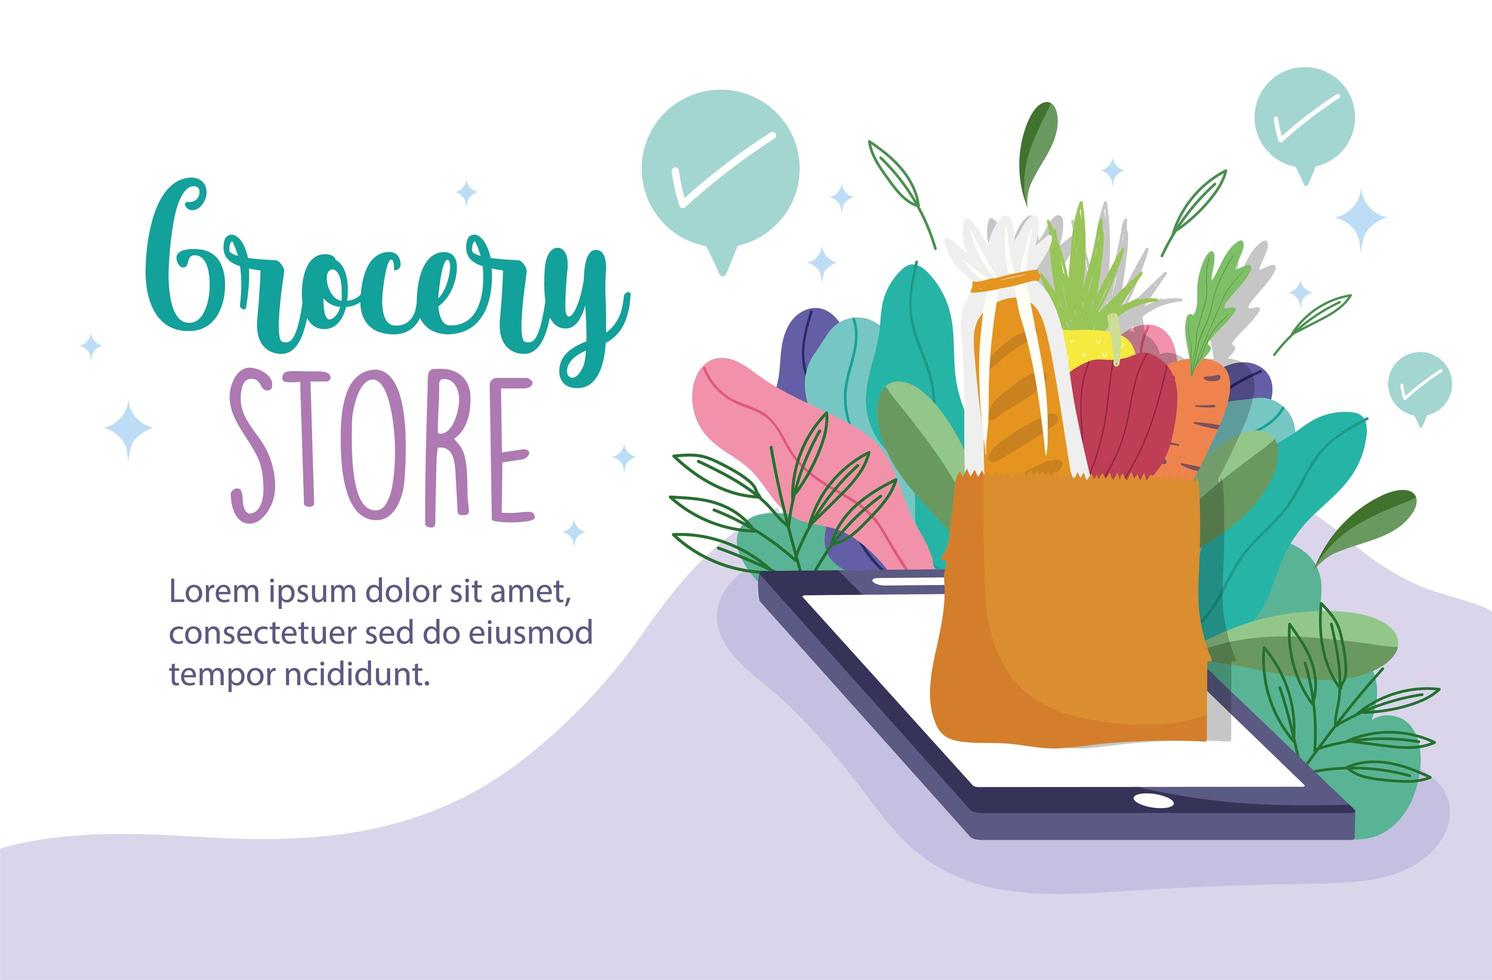 Grocery
STORE
Lorem ipsum dolor sit amet,
consectetuer sed do eiusmod
tempor ncididunt.